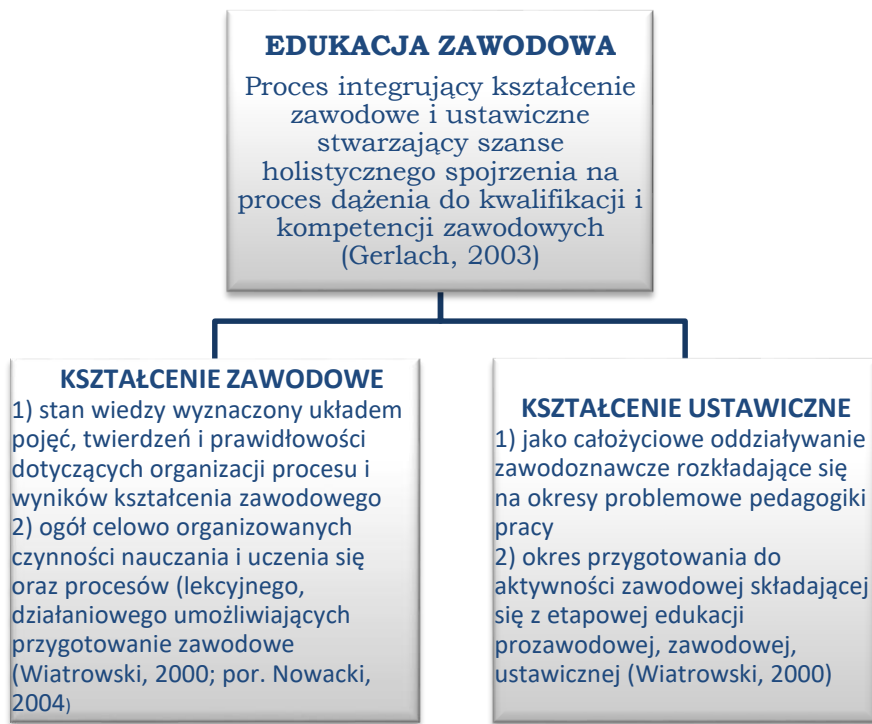 EDUKACJA ZAWODOWA
Proces integrujący kształcenie
zawodowe i ustawiczne
stwarzający szanse
holistycznego spojrzenia na
proces dążenia do kwalifikacji i
kompetencji zawodowych
(Gerlach, 2003)
KSZTAŁCENIE ZAWODOWE
1) stan wiedzy wyznaczony układem
pojęć, twierdzeń i prawidłowości
dotyczących organizacji procesu i
wyników kształcenia zawodowego
2) ogół celowo organizowanych
czynności nauczania i uczenia się
oraz procesów (lekcyjnego,
działaniowego umożliwiających
przygotowanie zawodowe
(Wiatrowski, 2000; por. Nowacki,
2004)
KSZTAŁCENIE USTAWICZNE
1) jako całożyciowe oddziaływanie
zawodoznawcze rozkładające się
na okresy problemowe pedagogiki
pracy
2) okres przygotowania do
aktywności zawodowej składającej
się z etapowej edukacji
prozawodowej, zawodowej,
ustawicznej (Wiatrowski, 2000)